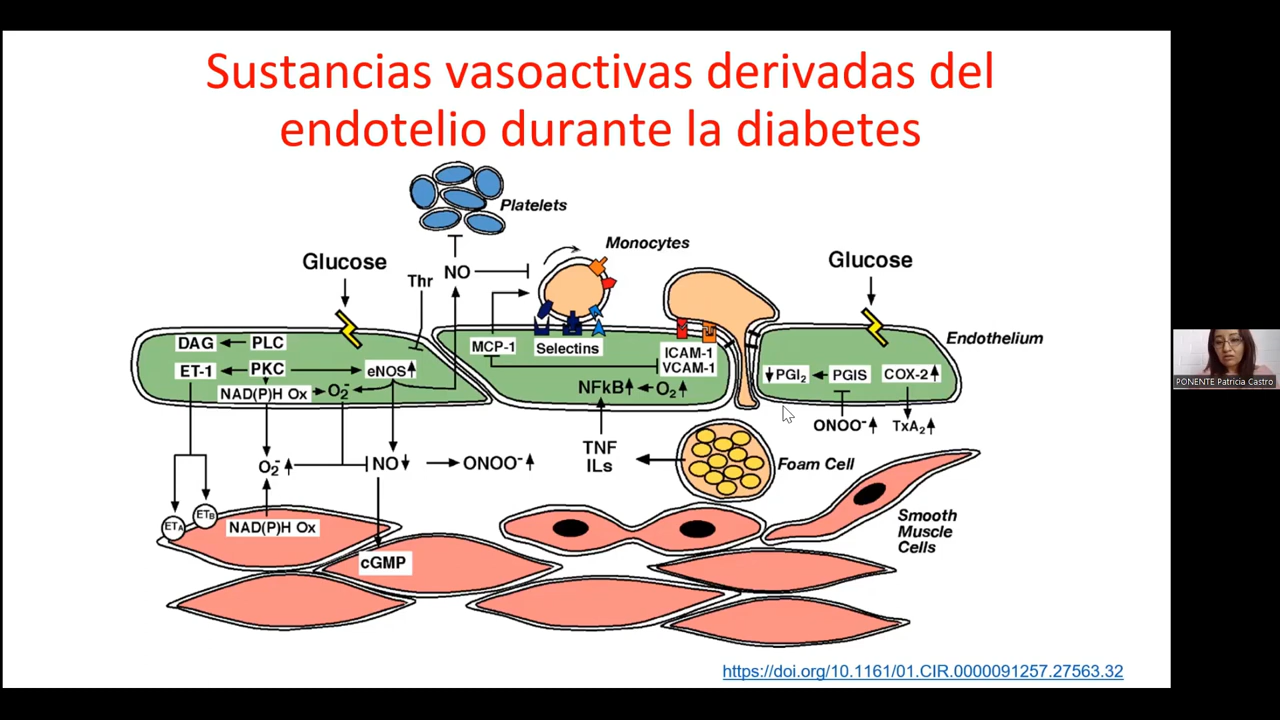 Sustancias vasoactivas derivadas del
endotelio durante la diabetes
Platelets
Monocytes
Glucose
Thr
NO
Glucose
Endothelium
DAG
PLC
ET-1
PKC
eNOS
NAD(P)H Ox
O2-
MCP-1
Selectins
ICAM-1
VCAM-1
NFkB
O2
PGI2
PGIS
COX-2
ONOO-
TxA2
TNF
ILs
Foam Cell
O2-
NO
ONOO-
ETA
ETB
NAD(P)H Ox
cGMP
Smooth
Muscle
Cells
https://doi.org/10.1161/01.CIR.0000091257.27563.32
PONENTE Patricia Castro